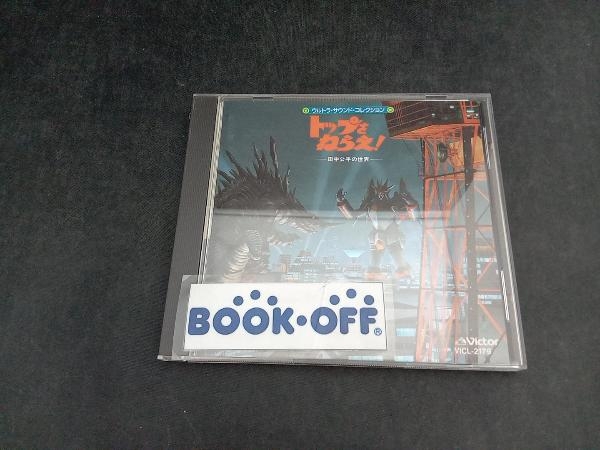 ウルトラ・サウンド・コレクション
トップを
ねらえ!
田中公平の世界
BOOK・OFF®
Victor
VICL-2176